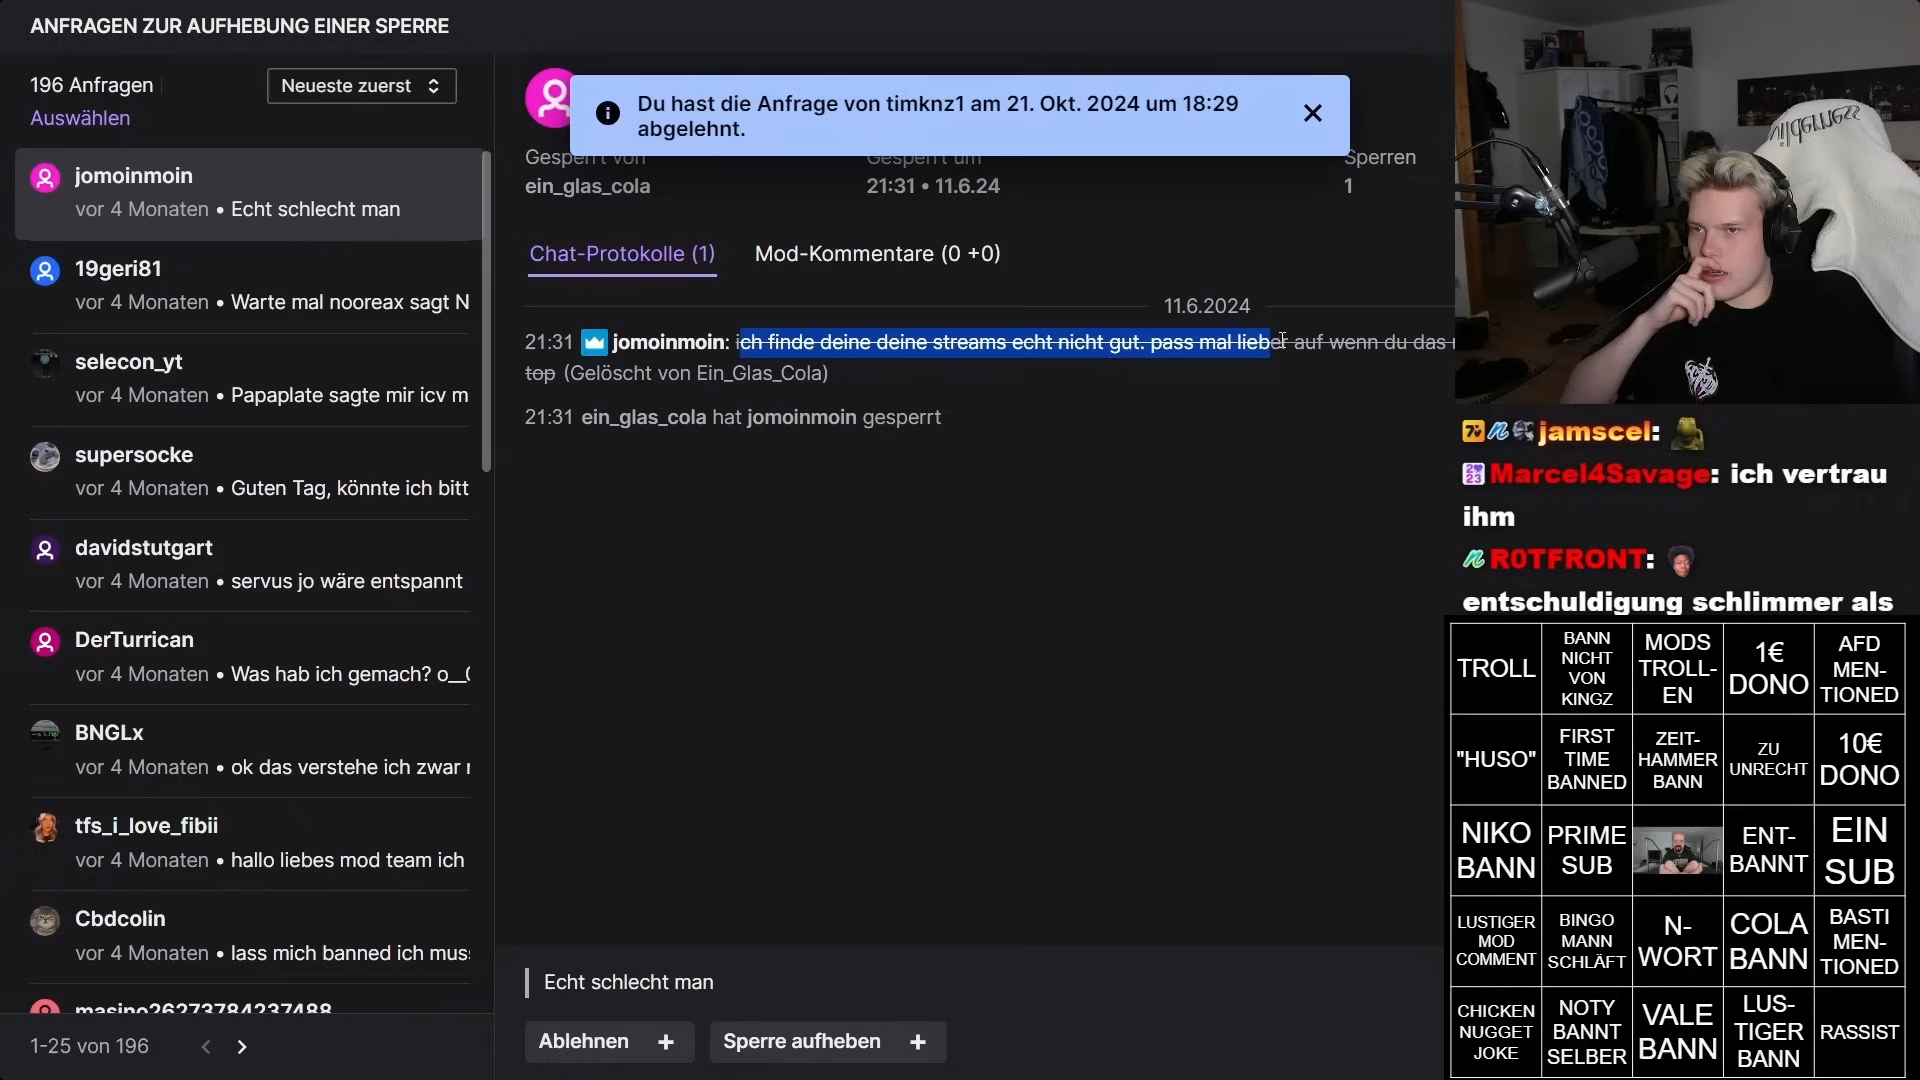 ANFRAGEN ZUR AUFHEBUNG EINER SPERRE
196 Anfragen
Neueste zuerst
Auswählen
jomoinmoin
vor 4 Monaten • Echt schlecht man
19geri81
vor 4 Monaten • Warte mal nooreax sagt N
selecon_yt
vor 4 Monaten • Papaplate sagte mir icv m
supersocke
vor 4 Monaten • Guten Tag, könnte ich bitt
davidstutgart
vor 4 Monaten • servus jo wäre entspannt
DerTurrican
vor 4 Monaten • Was hab ich gemach? o__(
BNGLx
vor 4 Monaten • ok das verstehe ich zwar
tfs_i_love_fibii
vor 4 Monaten • hallo liebes mod team ich
Cbdcolin
vor 4 Monaten • lass mich banned ich mus
masino26273784237488
1-25 von 196
Du hast die Anfrage von timknz1 am 21. Okt. 2024 um 18:29
abgelehnt.
Gesperrt von
Gesperrt um
Sperren
ein_glas_cola
21:31 • 11.6.24
1
Chat-Protokolle (1)
Mod-Kommentare (0 +0)
11.6.2024
21:31 jomoinmoin: ich finde deine deine streams echt nicht gut. pass mal lieber auf wenn du das
top (Gelöscht von Ein_Glas_Cola)
21:31 ein_glas_cola hat jomoinmoin gesperrt
Echt schlecht man
Ablehnen +
Sperre aufheben +
wilderness
jamscel:
Marcel4Savage: ich vertrau
ihm
R0TFRONT:
entschuldigung schlimmer als
TROLL
BANN
NICHT
VON
KINGZ
MODS
TROLL-
EN
1€
DONO
AFD
MEN-
TIONED
"HUSO"
FIRST
TIME
BANNED
ZEIT-
HAMMER
BANN
ZU
UNRECHT
10€
DONO
NIKO
BANN
PRIME
SUB
ENT-
BANNT
EIN
SUB
LUSTIGER
MOD
COMMENT
BINGO
MANN
SCHLÄFT
N-
WORT
COLA
BANN
BASTI
MEN-
TIONED
CHICKEN
NUGGET
JOKE
NOTY
BANNT
SELBER
VALE
BANN
LUS-
TIGER
BANN
RASSIST